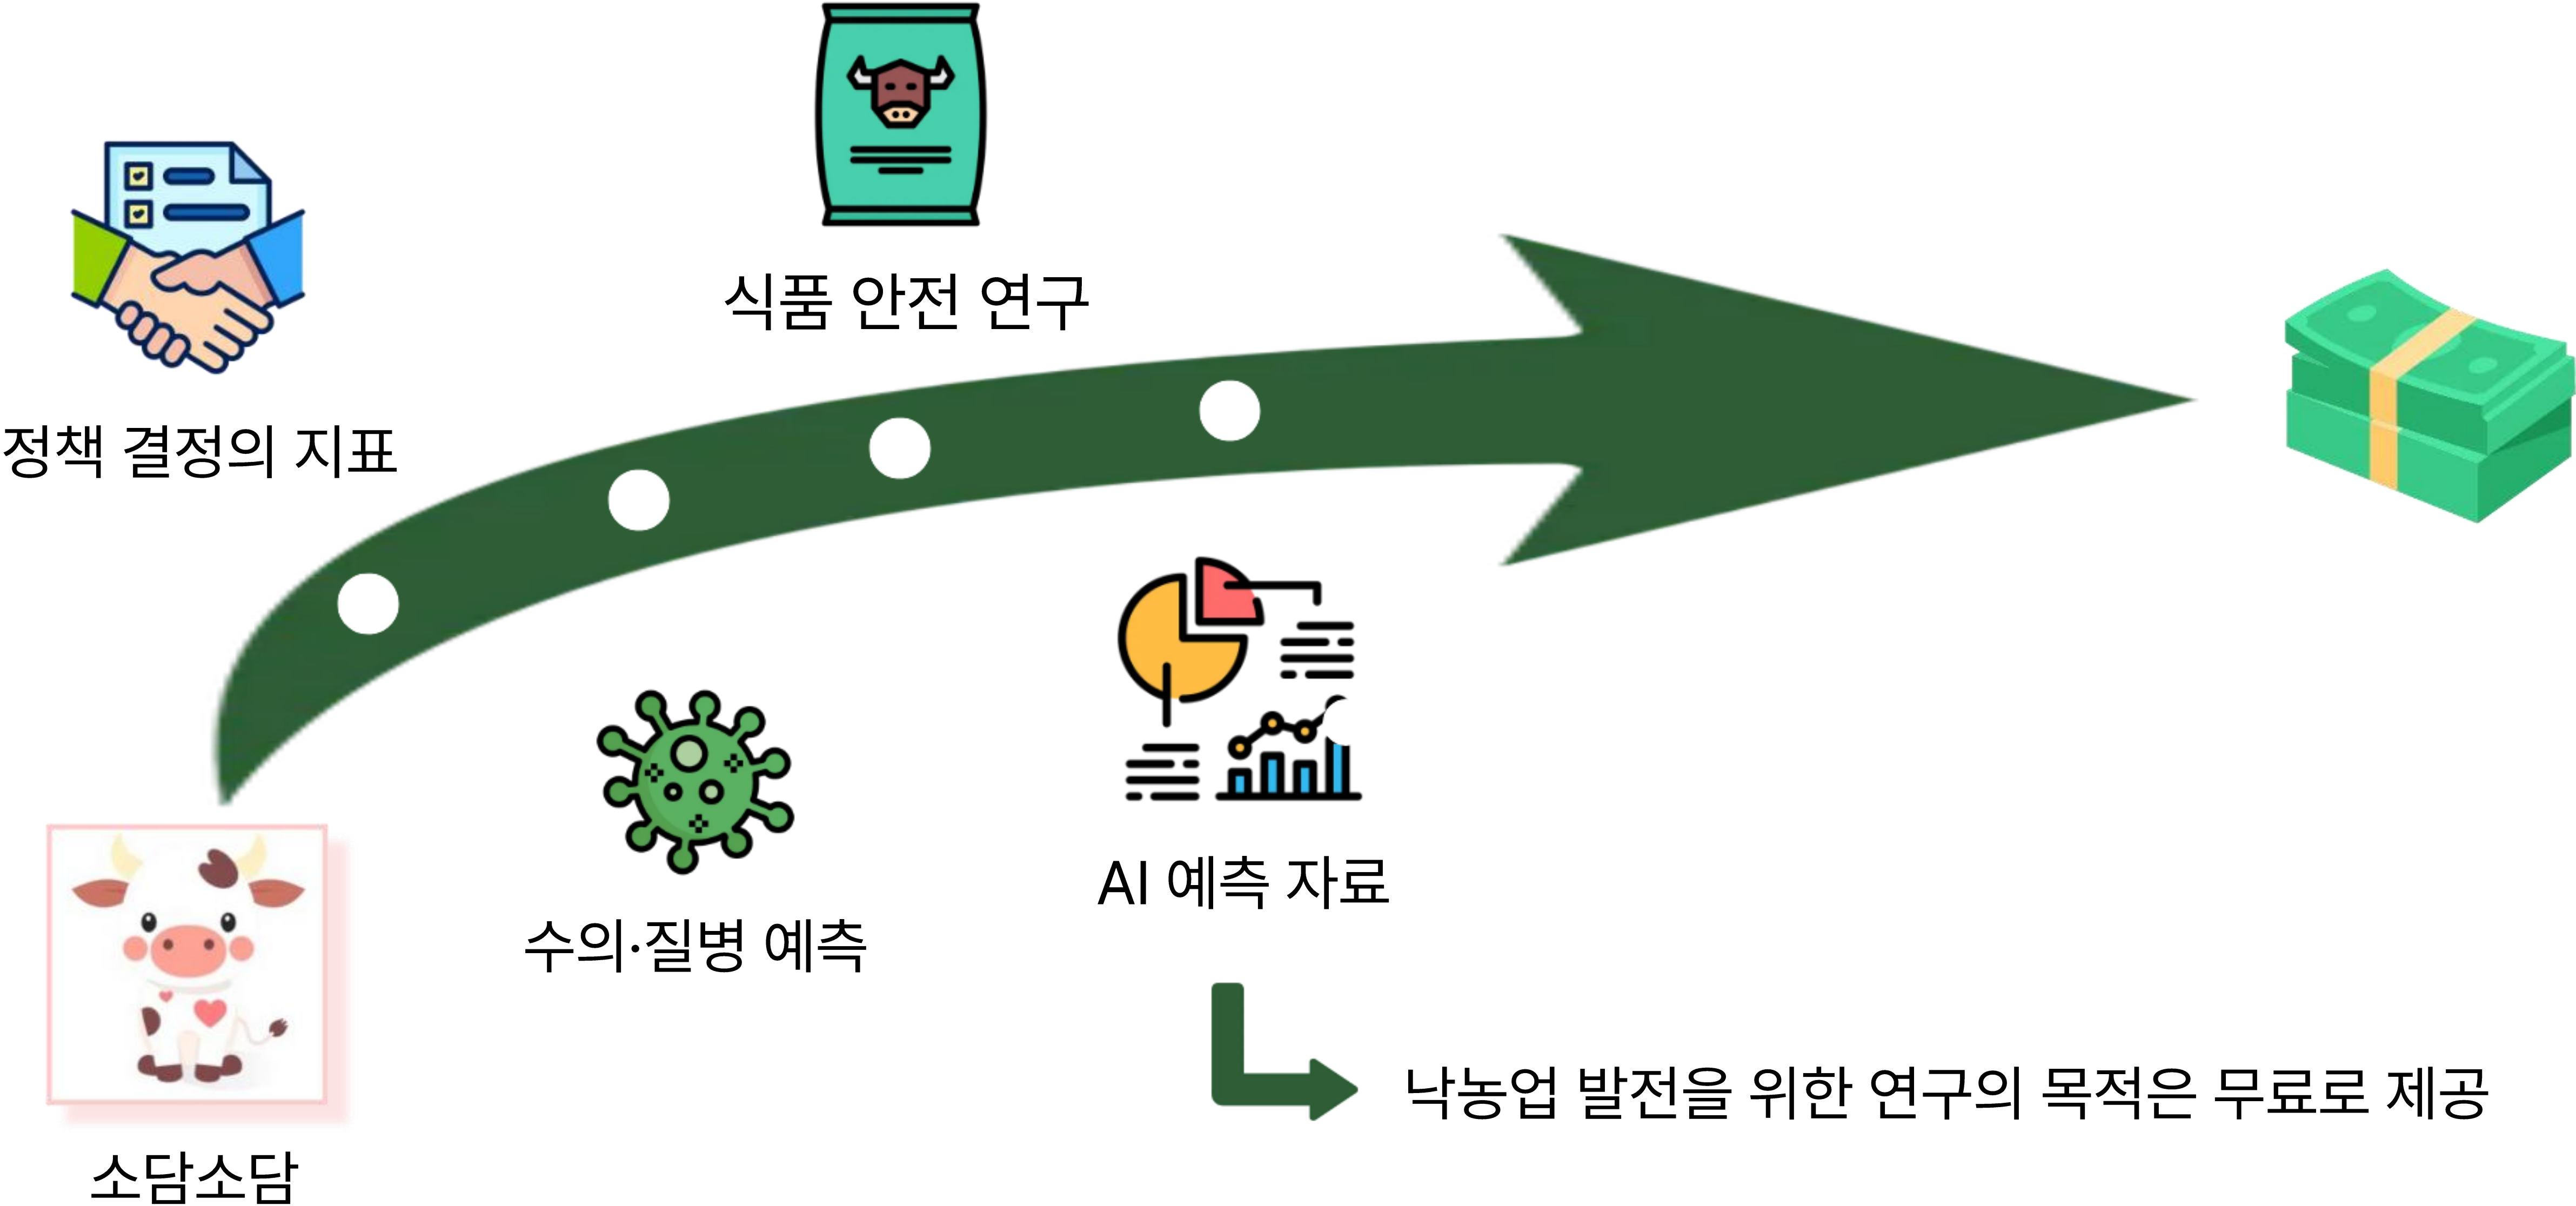 식품 안전 연구
정책 결정의 지표
AI 예측 자료
수의·질병 예측
낙농업 발전을 위한 연구의 목적은 무료로 제공
소담소담